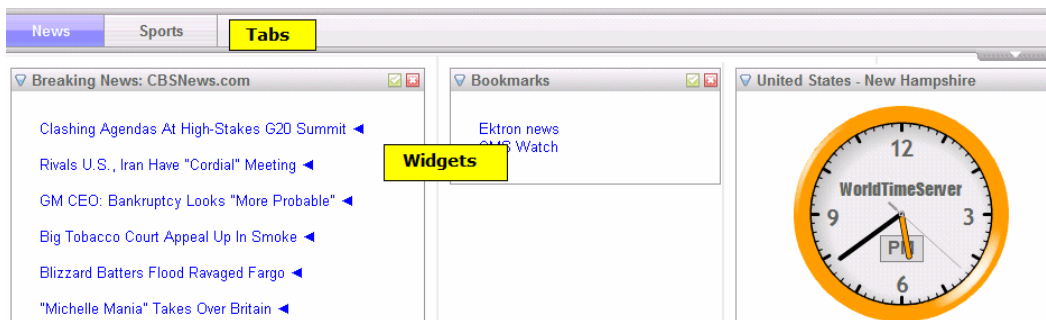 News Sports Tabs
Breaking News: CBSNews.com
Clashing Agendas At High-Stakes G20 Summit
Rivals U.S., Iran Have "Cordial" Meeting
GM CEO: Bankruptcy Looks "More Probable"
Big Tobacco Court Appeal Up In Smoke
Blizzard Batters Flood Ravaged Fargo
"Michelle Mania" Takes Over Britain
Widgets
Bookmarks
Ektron news
CMS Watch
United States - New Hampshire
12
WorldTimeServer
9 3
PM
6